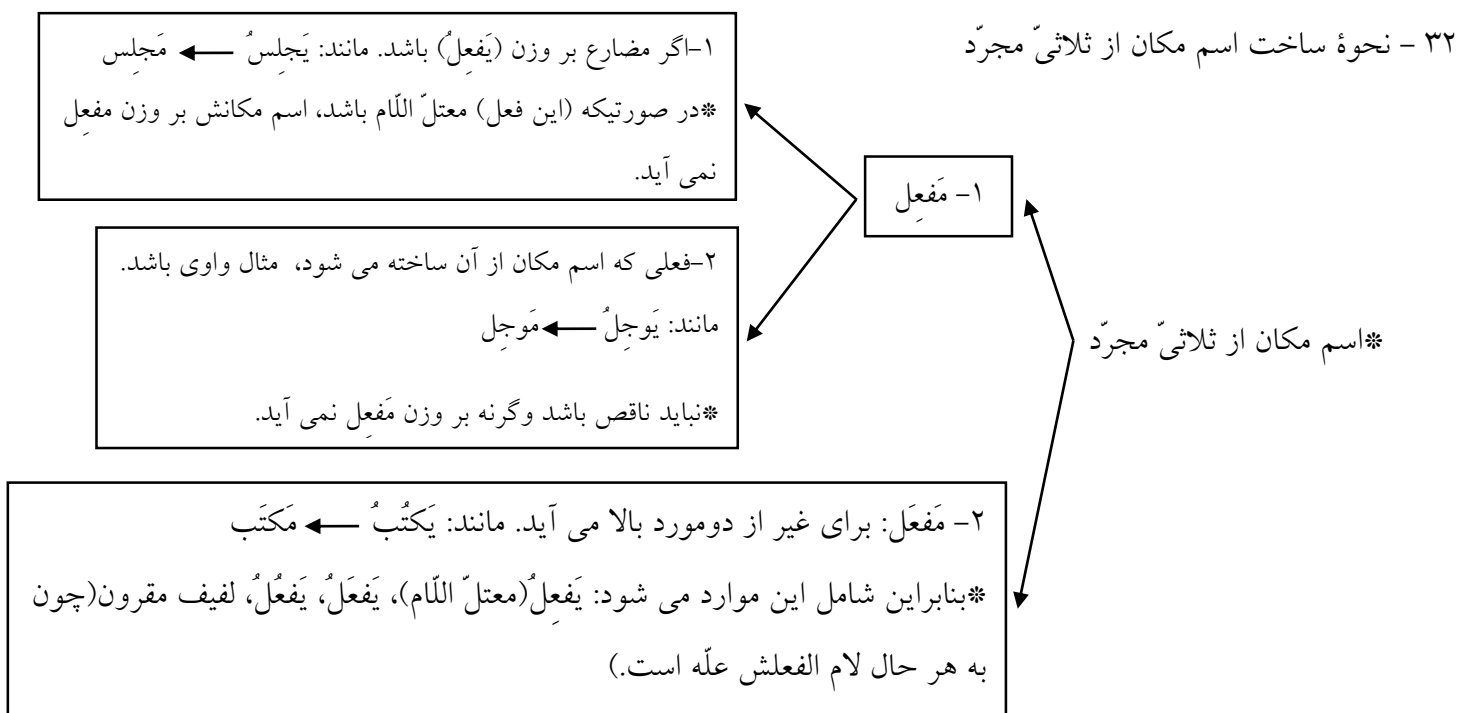 ۳۲ – نحوۀ ساخت اسم مکان از ثلاثیّ مجرّد
*اسم مکان از ثلاثیّ مجرّد
۱- مَفعِل
۱-اگر مضارع بر وزن (یَفعِلُ) باشد. مانند: یَجلِسُ ← مَجلِس
*در صورتیکه (این فعل) معتلّ اللّام باشد، اسم مکانش بر وزن مفعِل
نمی آید.
۲-فعلی که اسم مکان از آن ساخته می شود، مثال واوی باشد.
مانند: یَوجِلُ ← مَوجِل
*نباید ناقص باشد وگرنه بر وزن مَفعِل نمی آید.
۲- مَفعَل: برای غیر از دومورد بالا می آید. مانند: یَکتُبُ ← مَکتَب
*بنابراین شامل این موارد می شود: یَفعِلُ(معتلّ اللّام)، یَفعَلُ، یَفعُلُ، لفیف مقرون(چون
به هر حال لام الفعلش علّه است.)